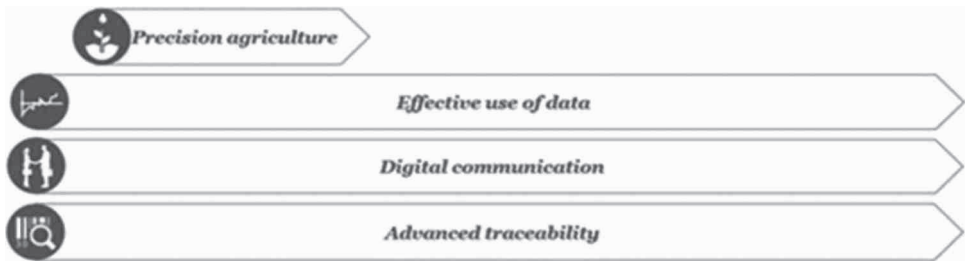 Precision agriculture
Effective use of data
Digital communication
Advanced traceability